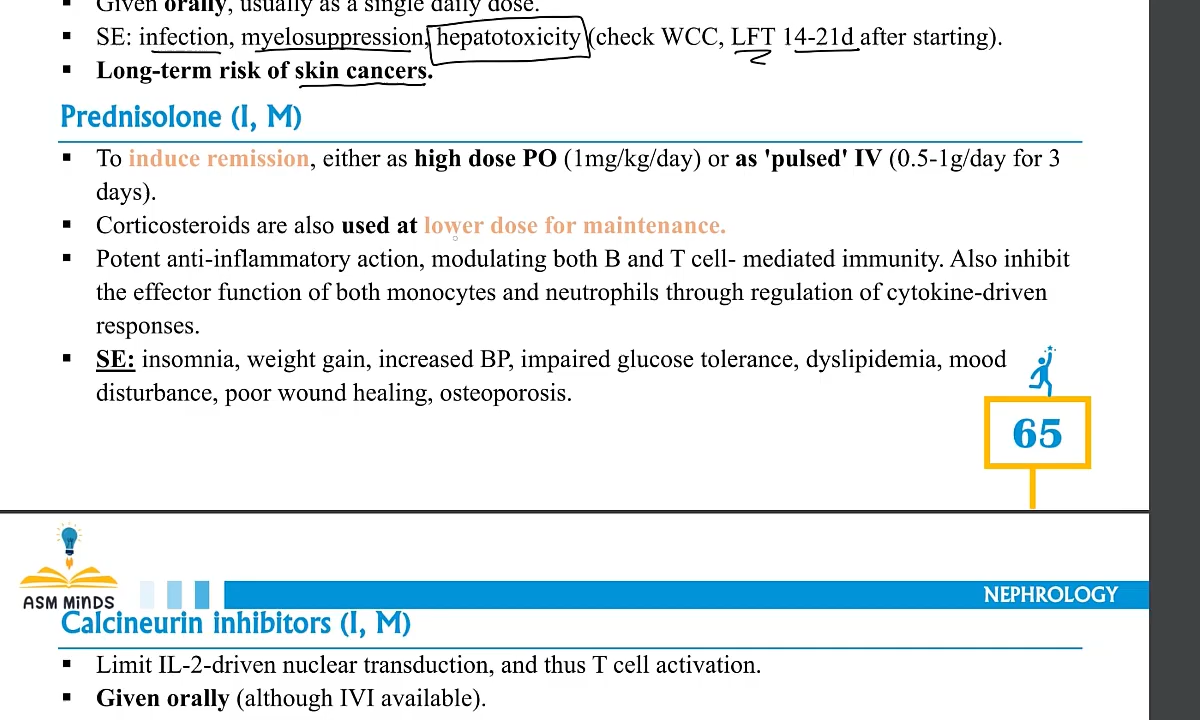 ▪ Given orally, usually as a single daily dose.
▪ SE: infection, myelosuppression, hepatotoxicity (check WCC, LFT 14-21d after starting).
▪ Long-term risk of skin cancers.
Prednisolone (I, M)
▪ To induce remission, either as high dose PO (1mg/kg/day) or as 'pulsed' IV (0.5-1g/day for 3
days).
▪ Corticosteroids are also used at lower dose for maintenance.
▪ Potent anti-inflammatory action, modulating both B and T cell- mediated immunity. Also inhibit
the effector function of both monocytes and neutrophils through regulation of cytokine-driven
responses.
▪ SE: insomnia, weight gain, increased BP, impaired glucose tolerance, dyslipidemia, mood
disturbance, poor wound healing, osteoporosis.
65
ASM MiNDS
NEPHROLOGY
Calcineurin inhibitors (I, M)
▪ Limit IL-2-driven nuclear transduction, and thus T cell activation.
▪ Given orally (although IVI available).